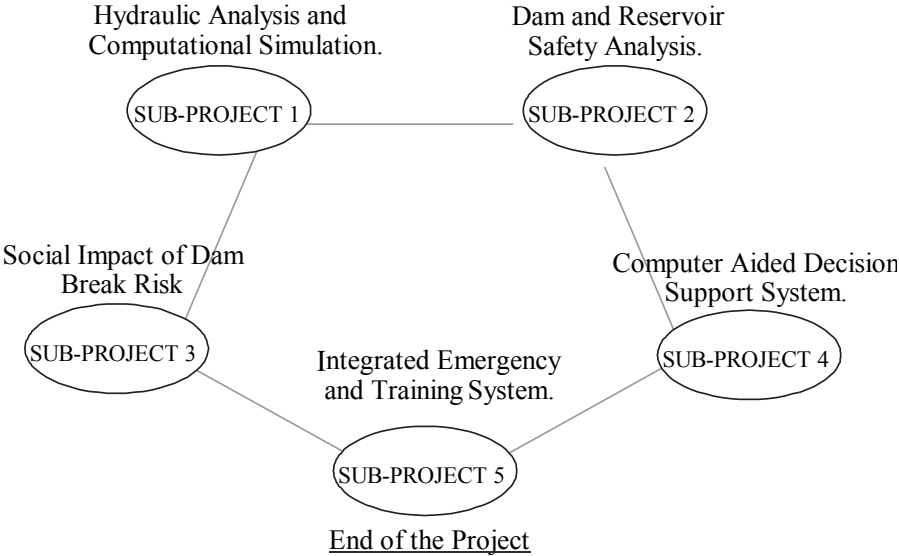 Hydraulic Analysis and
Computational Simulation.
SUB-PROJECT 1
Dam and Reservoir
Safety Analysis.
SUB-PROJECT 2
Social Impact of Dam
Break Risk
SUB-PROJECT 3
Computer Aided Decision
Support System.
SUB-PROJECT 4
Integrated Emergency
and Training System.
SUB-PROJECT 5
End of the Project